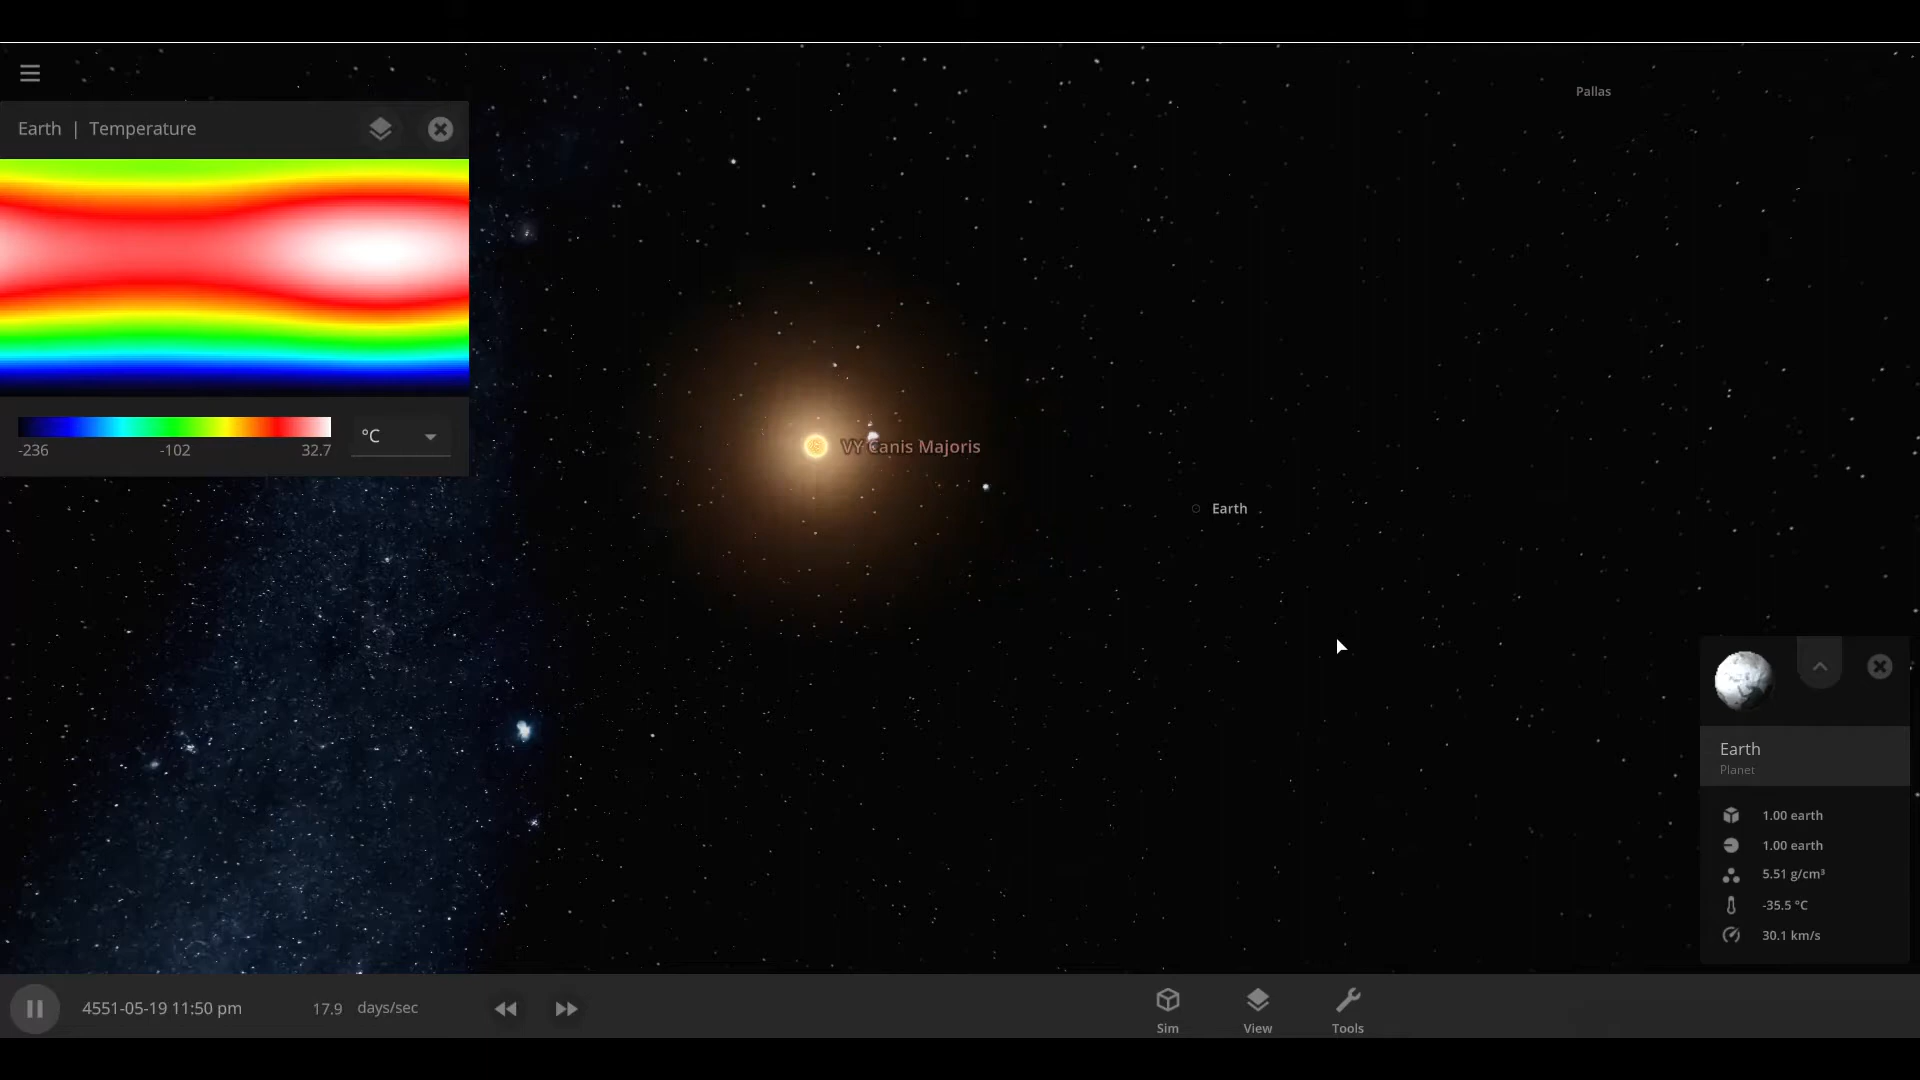 Pallas
Earth | Temperature
-236 -102 32.7
°C
VY Canis Majoris
Earth
Earth
Planet
1.00 earth
1.00 earth
5.51 g/cm³
-35.5 °C
30.1 km/s
4551-05-19 11:50 pm 17.9 days/sec
Sim View Tools